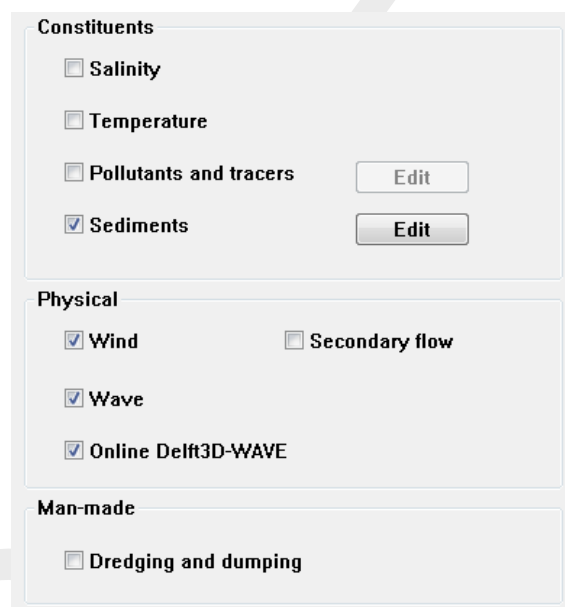 Constituents
Salinity
Temperature
Pollutants and tracers Edit
Sediments Edit
Physical
Wind Secondary flow
Wave
Online Delft3D-WAVE
Man-made
Dredging and dumping